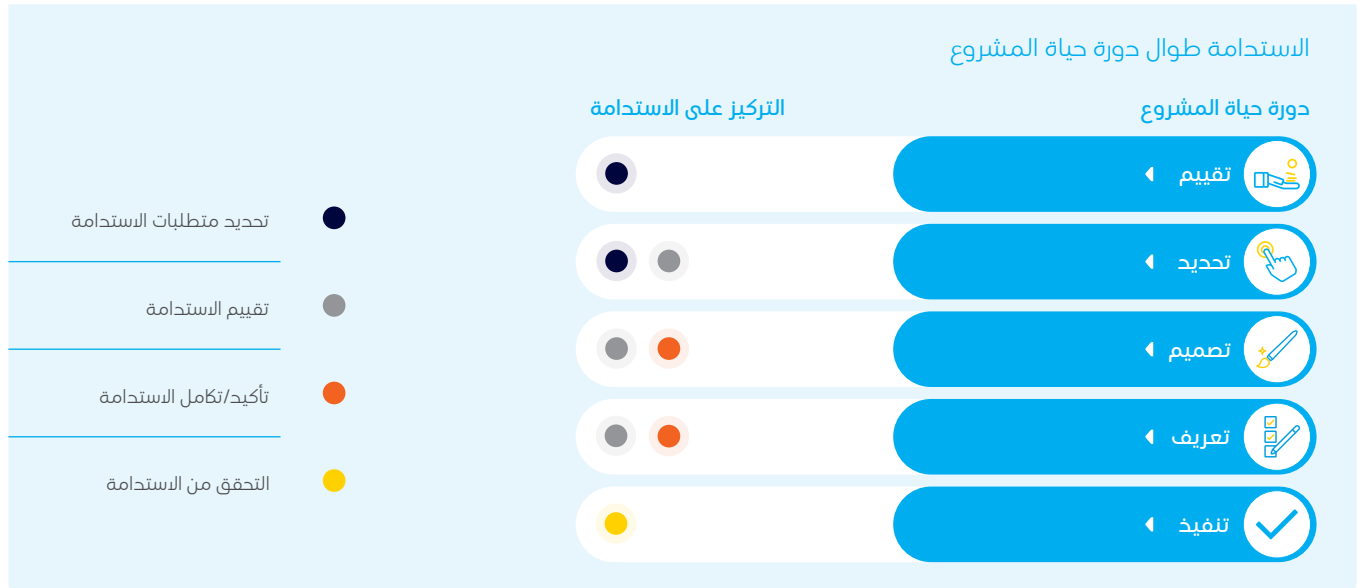 الاستدامة طوال دورة حياة المشروع
دورة حياة المشروع
التركيز على الاستدامة
تقييم
تحديد
تصميم
تعريف
تنفيذ
تحديد متطلبات الاستدامة
تقييم الاستدامة
تأكيد/تكامل الاستدامة
التحقق من الاستدامة